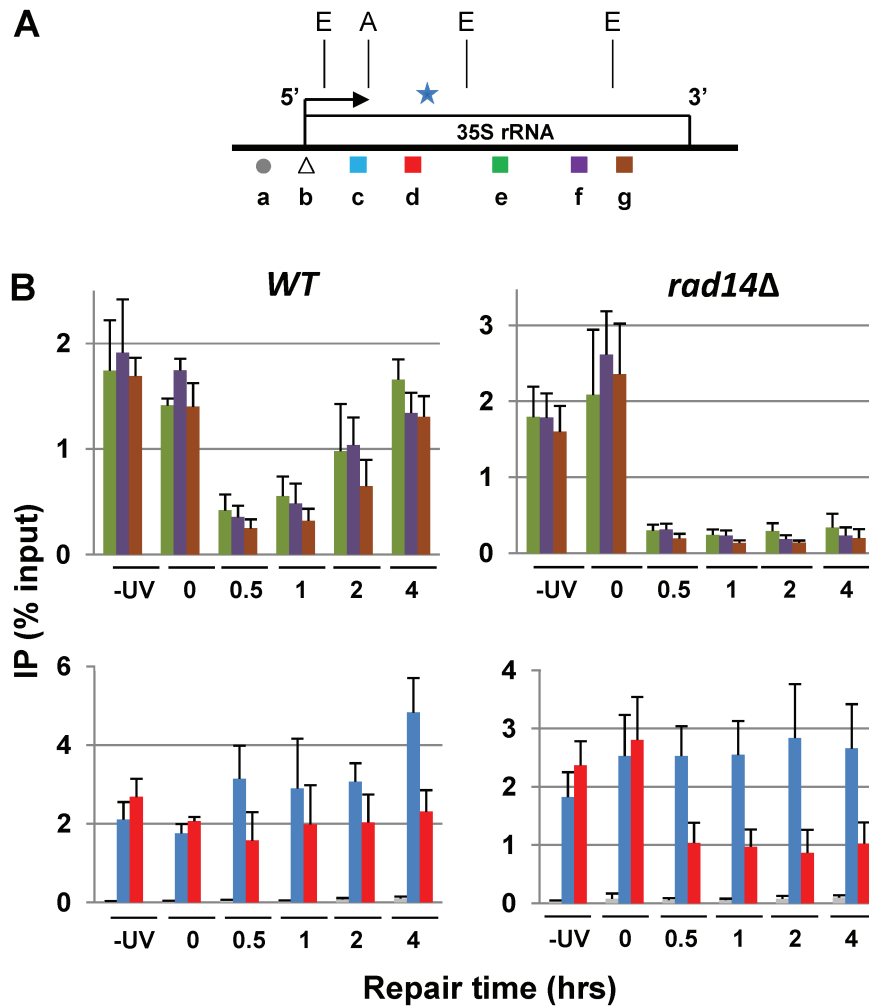 A
E A E E
5’ 3’
35S rRNA
a b c d e f g
B
WT
rad14Δ
IP (% input)
2
1
0
-UV 0 0.5 1 2 4
3
2
1
0
-UV 0 0.5 1 2 4
6
4
2
0
-UV 0 0.5 1 2 4
4
3
2
1
0
-UV 0 0.5 1 2 4
Repair time (hrs)